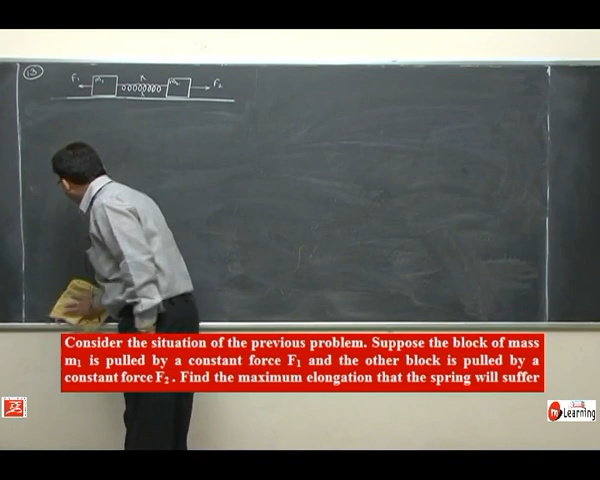 13
F₁ m₁ k m₂ F₂
Consider the situation of the previous problem. Suppose the block of mass
m₁ is pulled by a constant force F₁ and the other block is pulled by a
constant force F₂ . Find the maximum elongation that the spring will suffer
m Learning